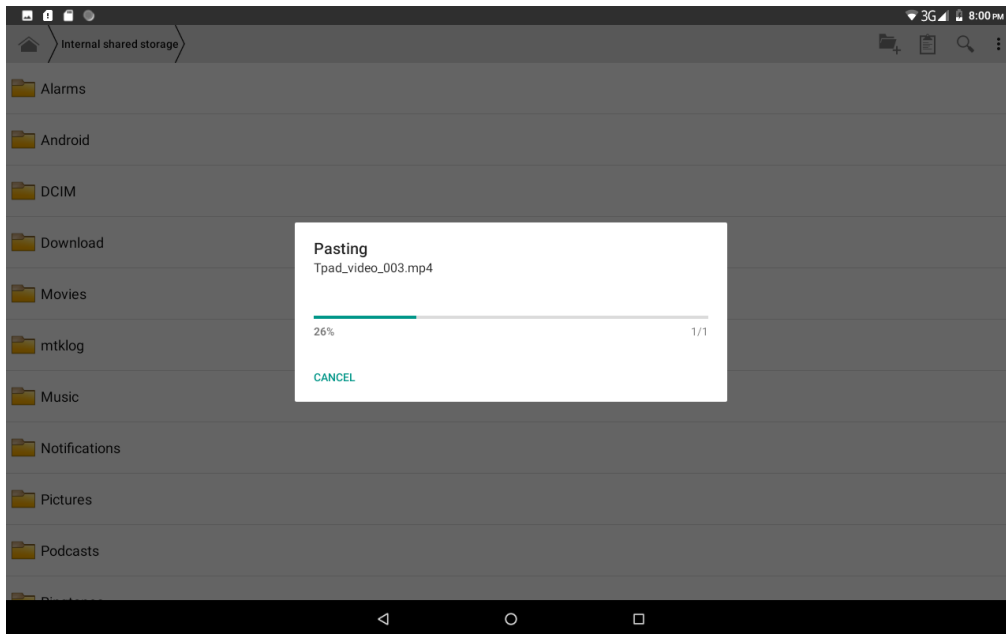 3G 8:00 PM
Internal shared storage
Alarms
Android
DCIM
Download
Pasting
Tpad_video_003.mp4
Movies
26% 1/1
mtklog
CANCEL
Music
Notifications
Pictures
Podcasts